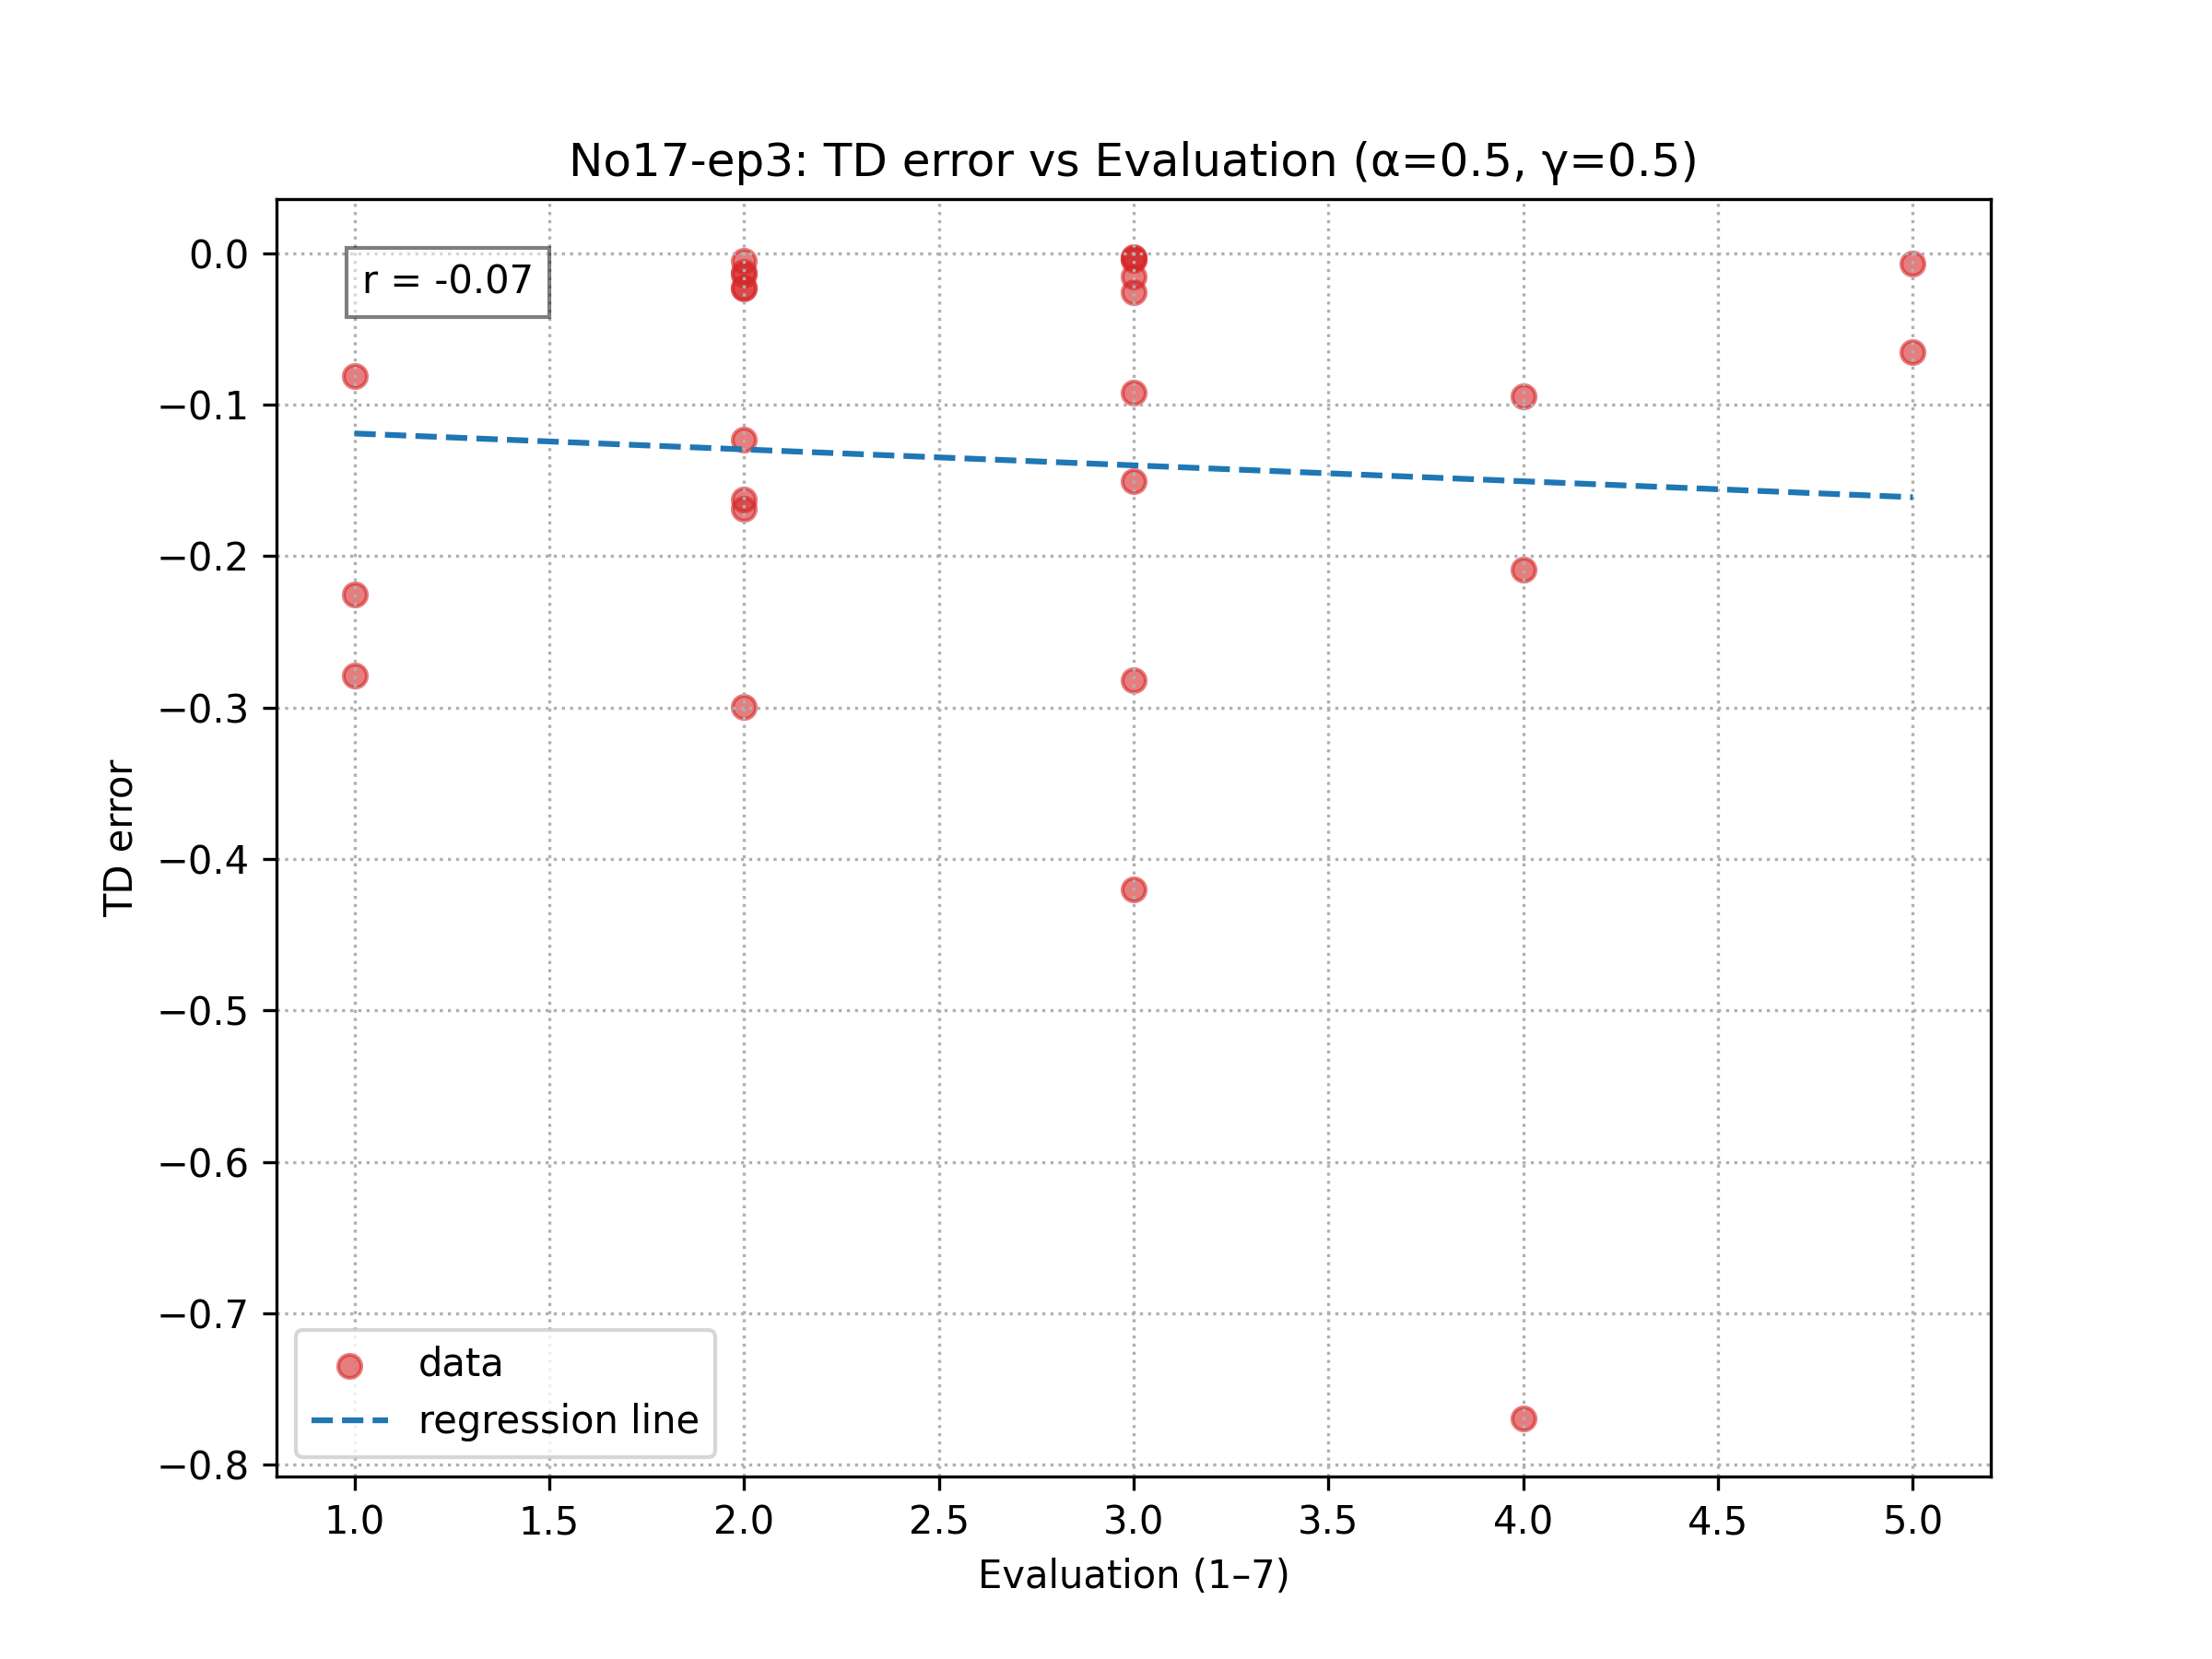 No17-ep3: TD error vs Evaluation (α=0.5, γ=0.5)
r = -0.07
0.0
−0.1
−0.2
−0.3
−0.4
−0.5
−0.6
−0.7
−0.8
TD error
data
regression line
1.0 1.5 2.0 2.5 3.0 3.5 4.0 4.5 5.0
Evaluation (1–7)